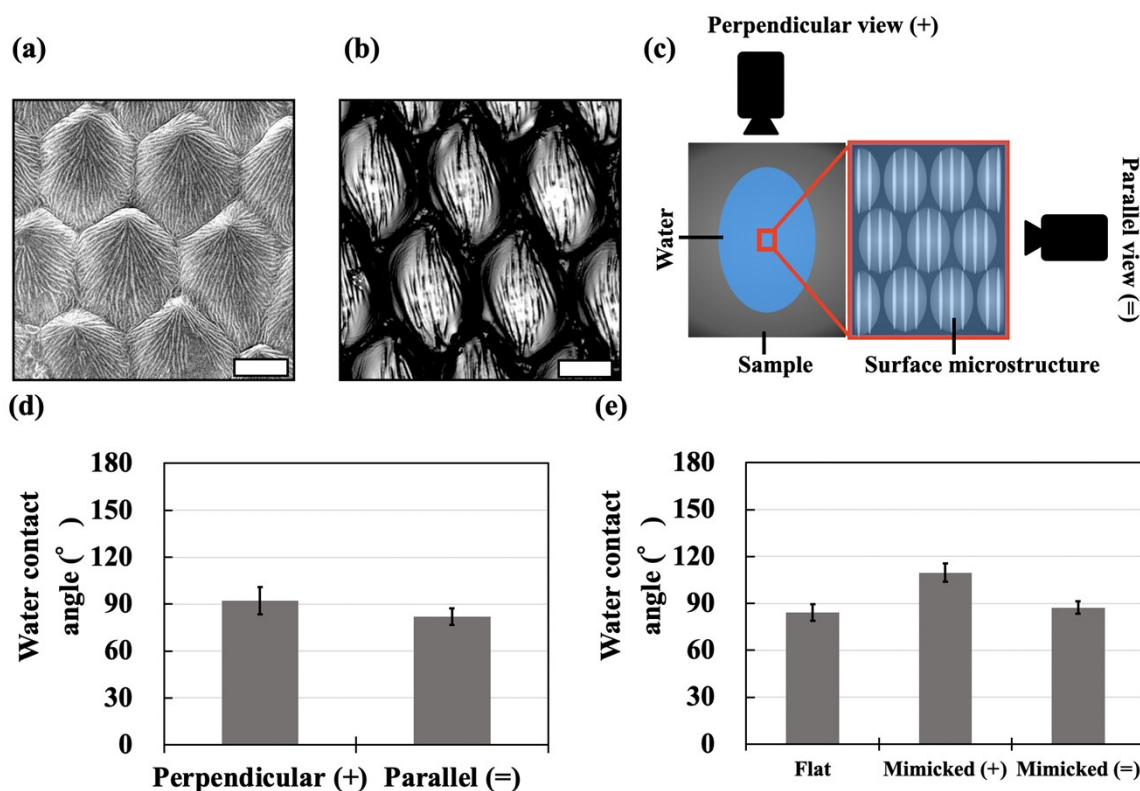 (a)
(b)
(c)
Perpendicular view (+)
Water
Parallel view (=)
Sample
Surface microstructure
(d)
(e)
Water contact
angle (°)
180
150
120
90
60
30
0
Perpendicular (+)
Parallel (=)
Water contact
angle (°)
180
150
120
90
60
30
0
Flat
Mimicked (+)
Mimicked (=)